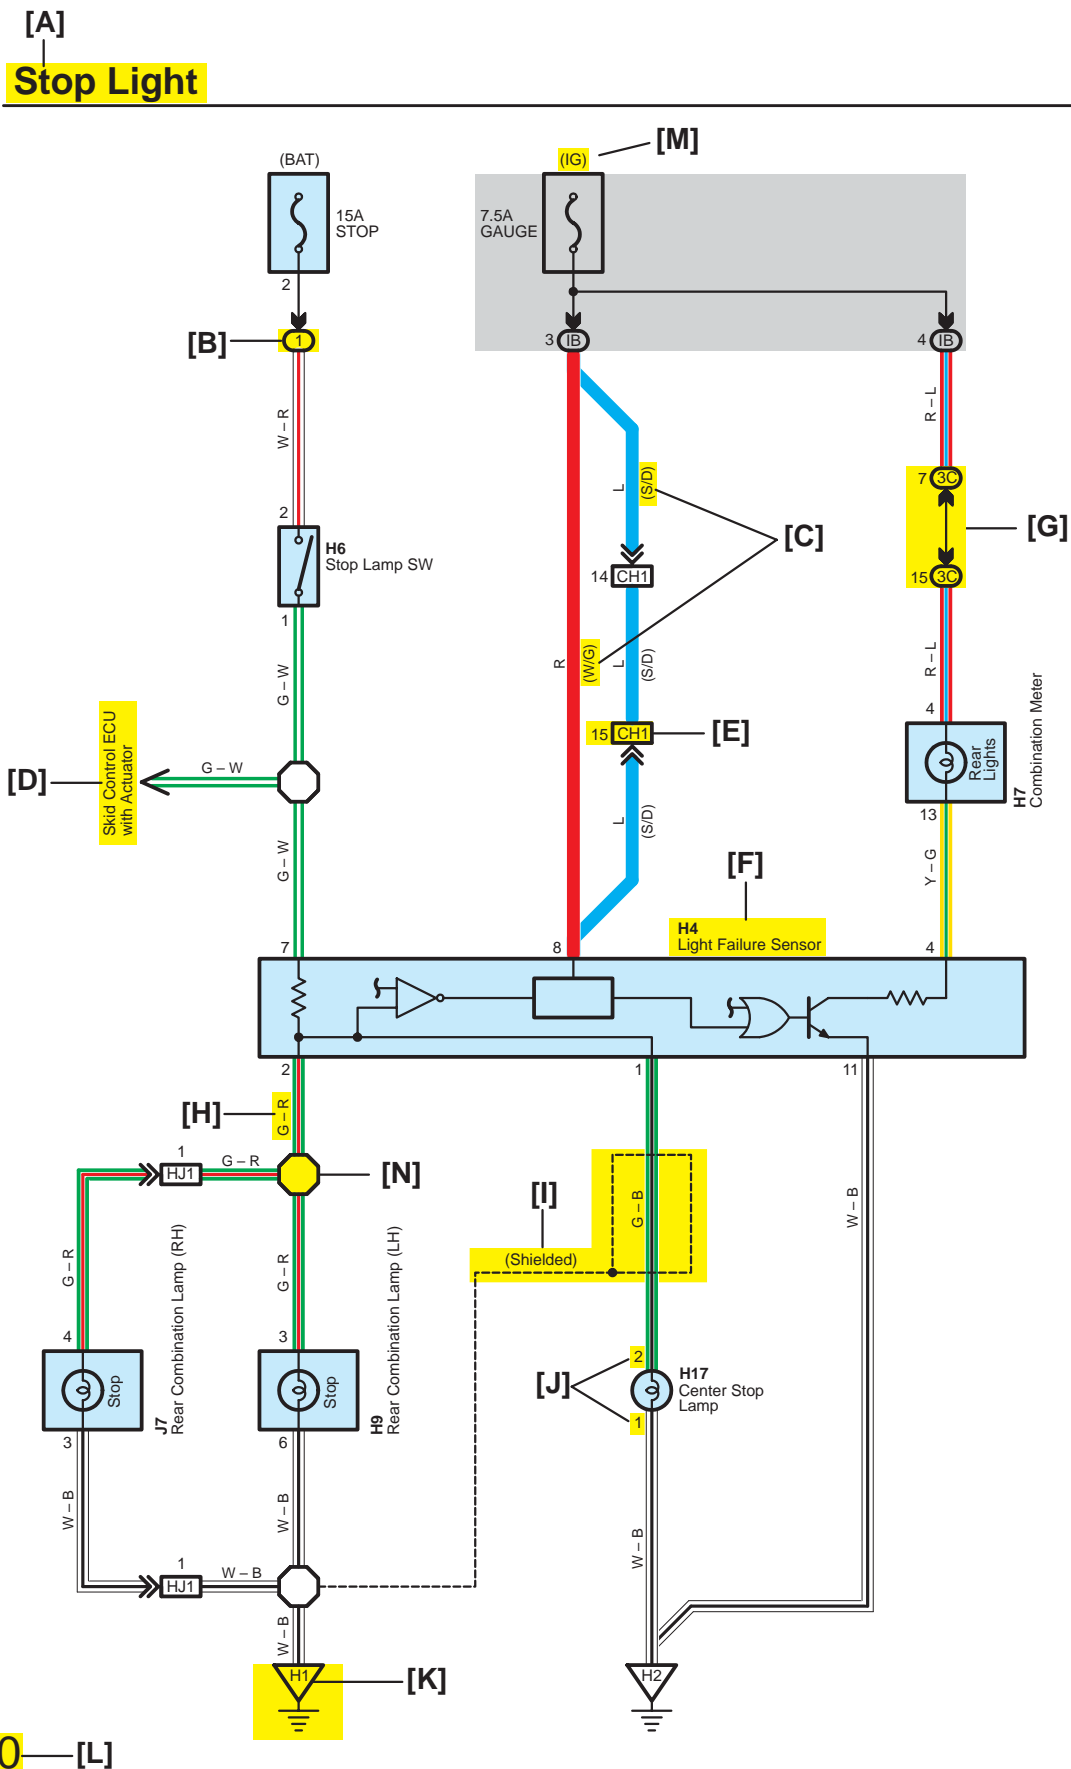 [A]
Stop Light
[M]
(BAT)
(IG)
15A
STOP
7.5A
GAUGE
2
[B]
1
3
IB
4
IB
W – R
R – L
L
(S/D)
7
3C
[C]
[G]
2
H6
Stop Lamp SW
14
CH1
15
3C
1
R
(W/G)
L
(S/D)
R – L
G – W
4
Skid Control ECU
with Actuator
15
CH1
[E]
Rear
Lights
H7
Combination Meter
[D]
G – W
13
L
(S/D)
G – W
Y – G
[F]
H4
Light Failure Sensor
7
8
4
2
1
11
[H]
G – R
1
HJ1
G – R
[N]
[I]
G – B
W – B
(Shielded)
G – R
Rear Combination Lamp (RH)
J7
G – R
Rear Combination Lamp (LH)
H9
4
3
2
Stop
Stop
[J]
H17
Center Stop
Lamp
1
3
6
W – B
W – B
W – B
1
HJ1
W – B
W – B
H1
[K]
H2
0
[L]